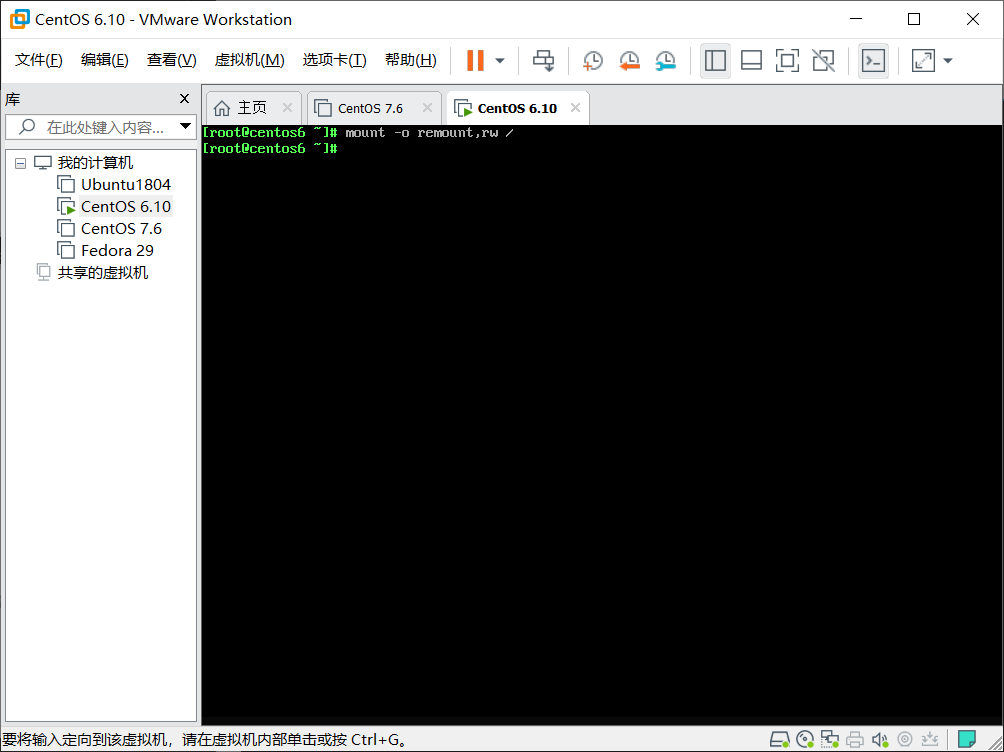 CentOS 6.10 - VMware Workstation
文件(F) 编辑(E) 查看(V) 虚拟机(M) 选项卡(T) 帮助(H)
库
在此处键入内容...
我的计算机
Ubuntu1804
CentOS 6.10
CentOS 7.6
Fedora 29
共享的虚拟机
主页 CentOS 7.6 CentOS 6.10
[root@centos6 ~]# mount -o remount,rw /
[root@centos6 ~]#
要将输入定向到该虚拟机，请在虚拟机内部单击或按 Ctrl+G。